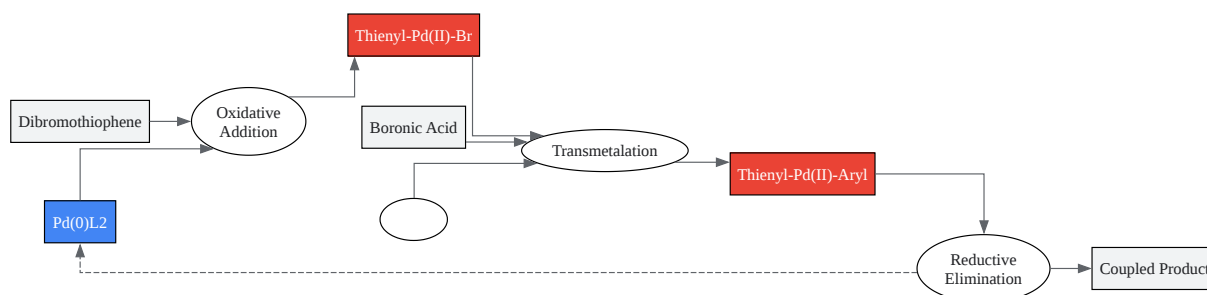 Thienyl-Pd(II)-Br
Dibromothiophene
Oxidative
Addition
Boronic Acid
Transmetalation
Thienyl-Pd(II)-Aryl
Pd(0)L2
Reductive
Elimination
Coupled Product